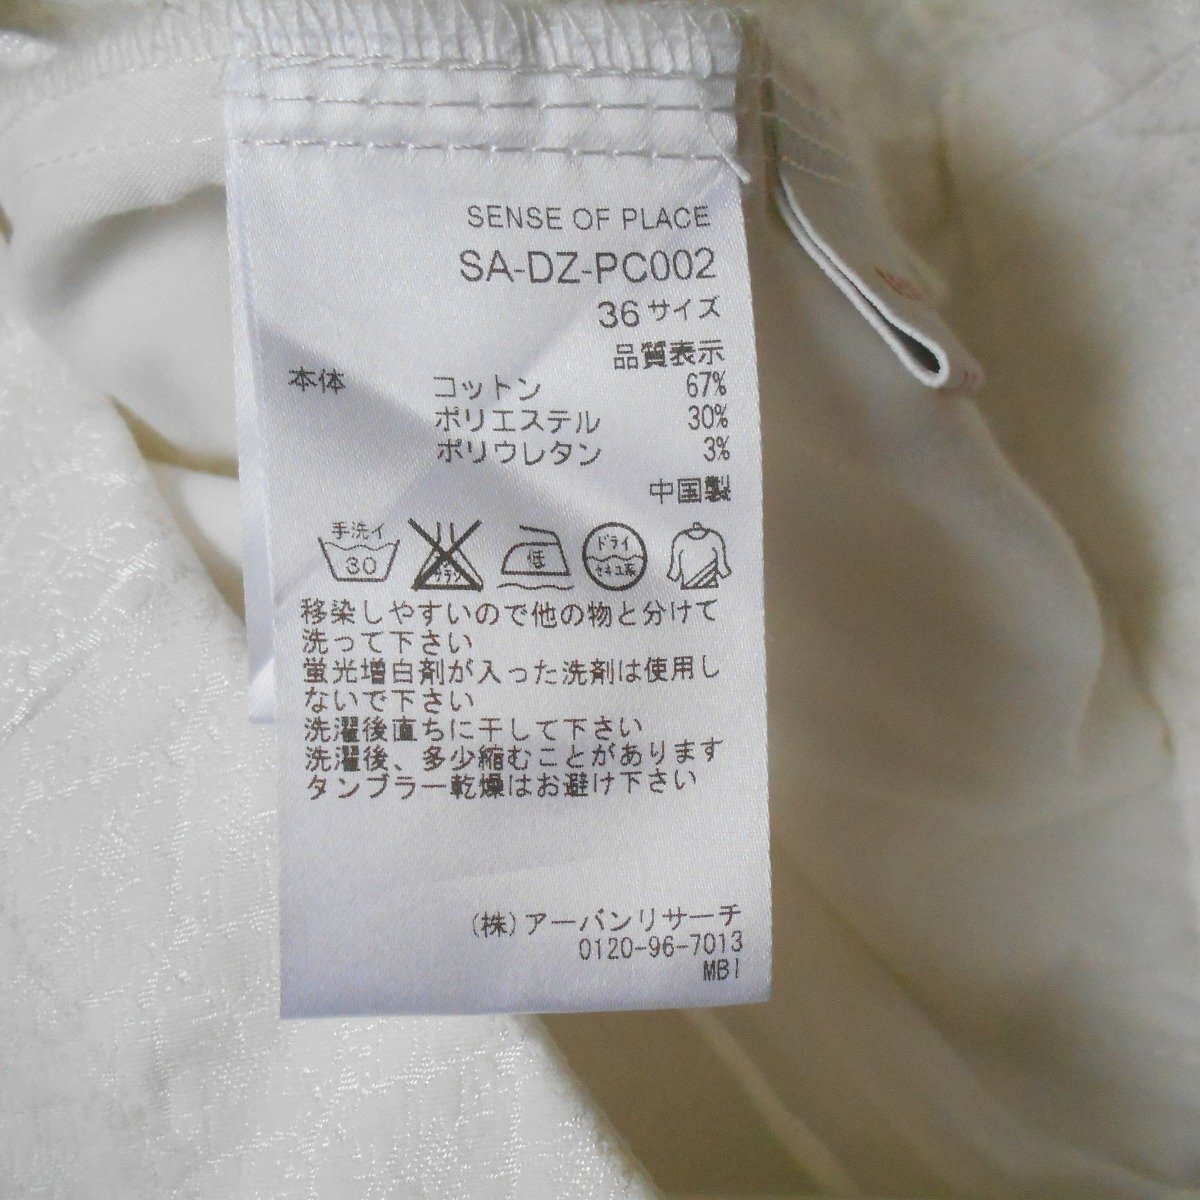 SENSE OF PLACE
SA-DZ-PC002
36サイズ
品質表示
本体 コットン 67%
ポリエステル 30%
ポリウレタン 3%
中国製
手洗イ
30
低
ドライ
セキユ系
移染しやすいので他の物と分けて
洗って下さい
蛍光増白剤が入った洗剤は使用し
ないで下さい
洗濯後直ちに干して下さい
洗濯後、多少縮むことがあります
タンブラー乾燥はお避け下さい
(株)アーバンリサーチ
0120-96-7013
MBI